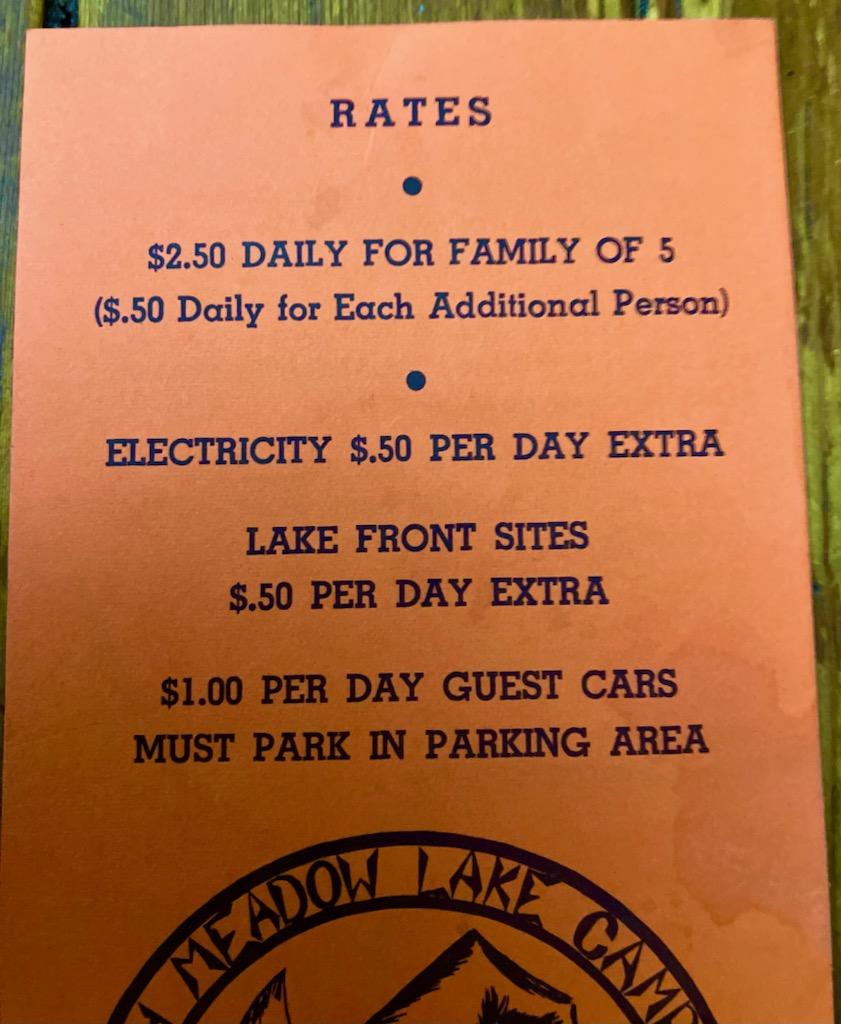 RATES
$2.50 DAILY FOR FAMILY OF 5
($.50 Daily for Each Additional Person)
ELECTRICITY $.50 PER DAY EXTRA
LAKE FRONT SITES
$.50 PER DAY EXTRA
$1.00 PER DAY GUEST CARS
MUST PARK IN PARKING AREA
MEADOW LAKE CAMP